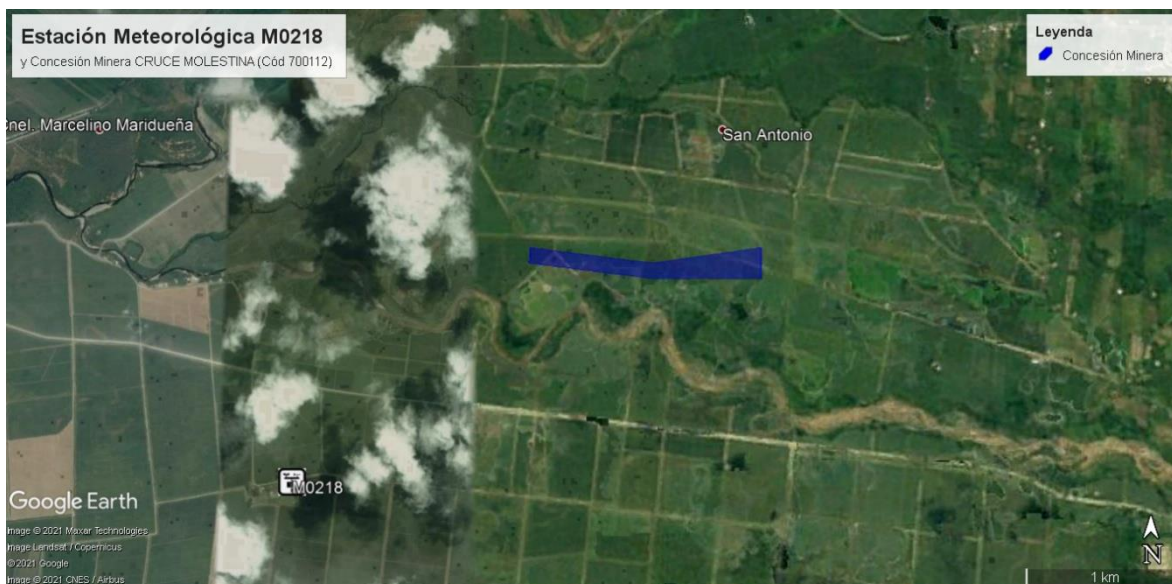 Estación Meteorológica M0218
y Concesión Minera CRUCE MOLESTINA (Cód 700112)
Leyenda
Concesión Minera
Cnel. Marcelino Maridueña
San Antonio
M0218
Google Earth
Image © 2021 Maxar Technologies
Image Landsat / Copernicus
© 2021 Google
Image © 2021 CNES / Airbus
N
1 km